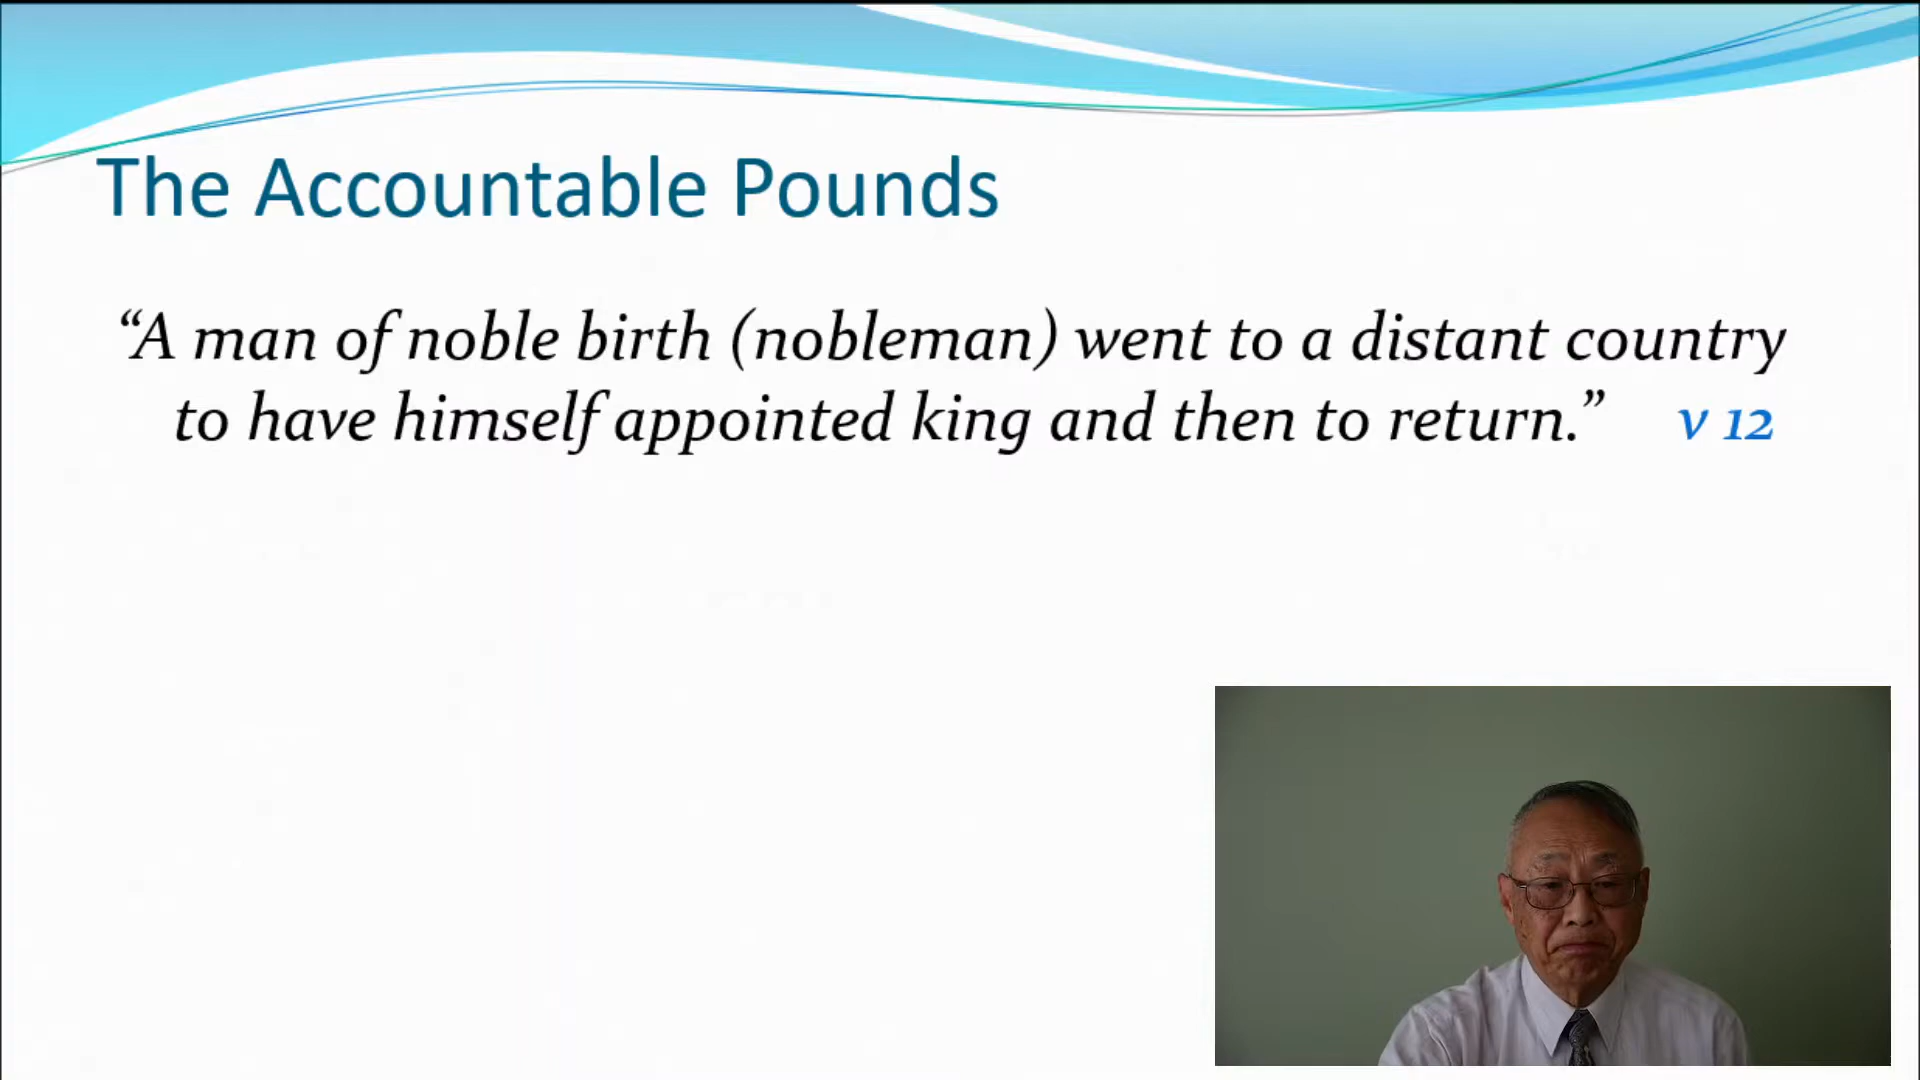 The Accountable Pounds
“A man of noble birth (nobleman) went to a distant country
to have himself appointed king and then to return.” v 12